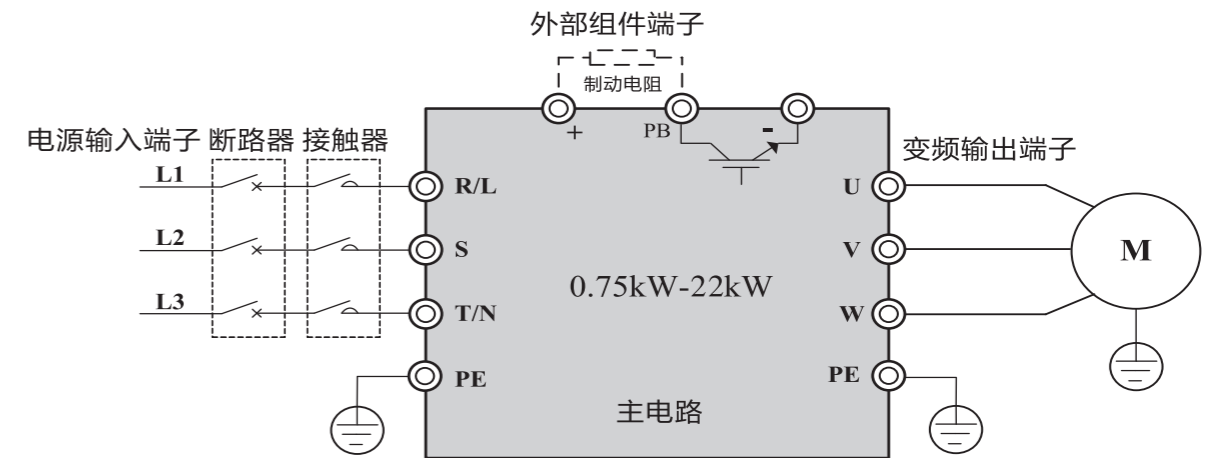 外部组件端子
制动电阻
+
PB
-
电源输入端子 断路器 接触器
变频输出端子
L1
R/L
U
L2
S
V
M
0.75kW-22kW
L3
T/N
W
PE
PE
主电路